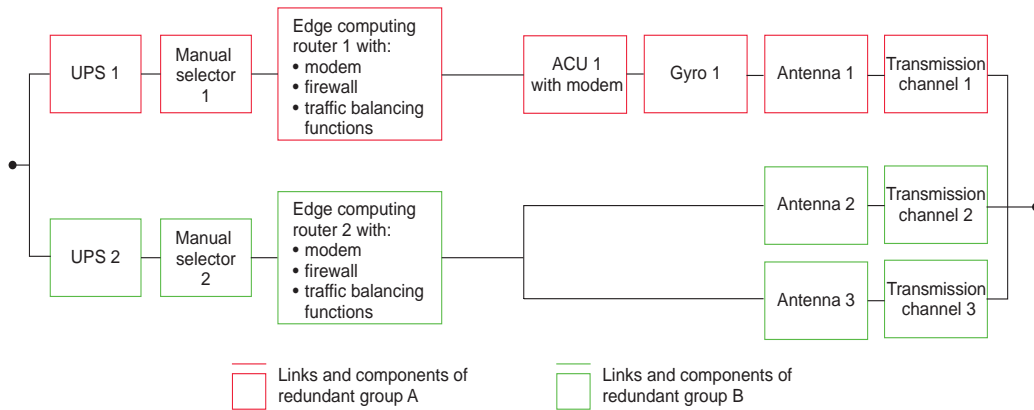 UPS 1
Manual
selector
1
Edge computing
router 1 with:
• modem
• firewall
• traffic balancing
functions
ACU 1
with modem
Gyro 1
Antenna 1
Transmission
channel 1
UPS 2
Manual
selector
2
Edge computing
router 2 with:
• modem
• firewall
• traffic balancing
functions
Antenna 2
Transmission
channel 2
Antenna 3
Transmission
channel 3
Links and components of
redundant group A
Links and components of
redundant group B